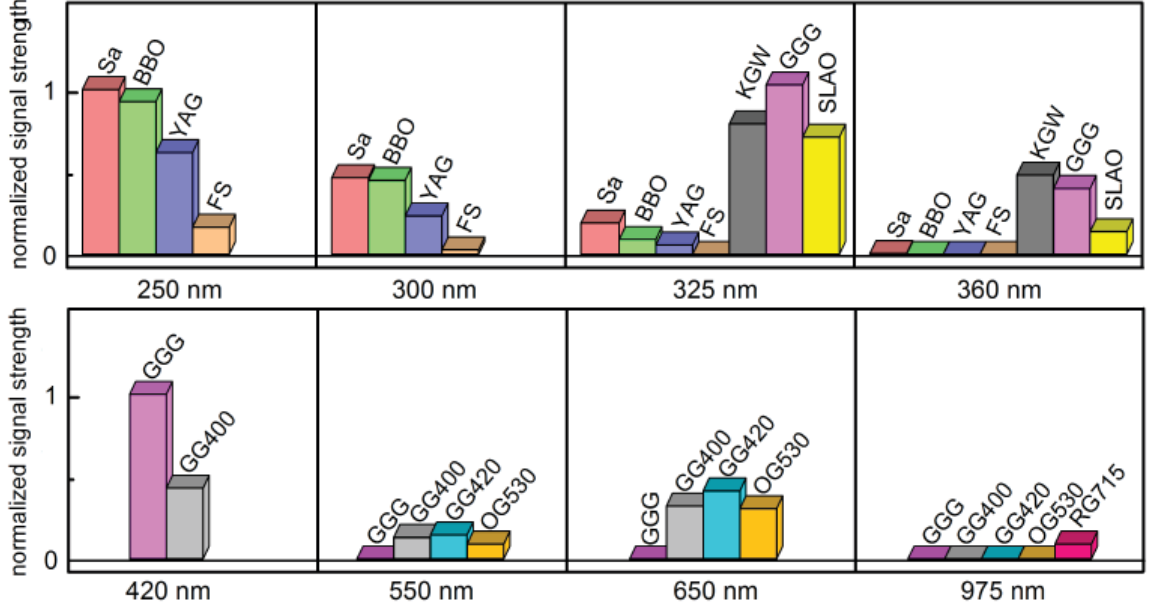 normalized signal strength
1
0
Sa
BBO
YAG
FS
250 nm
Sa
BBO
YAG
FS
300 nm
Sa
BBO
YAG
FS
KGW
GGG
SLAO
325 nm
Sa
BBO
YAG
FS
KGW
GGG
SLAO
360 nm
normalized signal strength
1
0
GGG
GG400
420 nm
GGG
GG400
GG420
OG530
550 nm
GGG
GG400
GG420
OG530
650 nm
GGG
GG400
GG420
OG530
RG715
975 nm